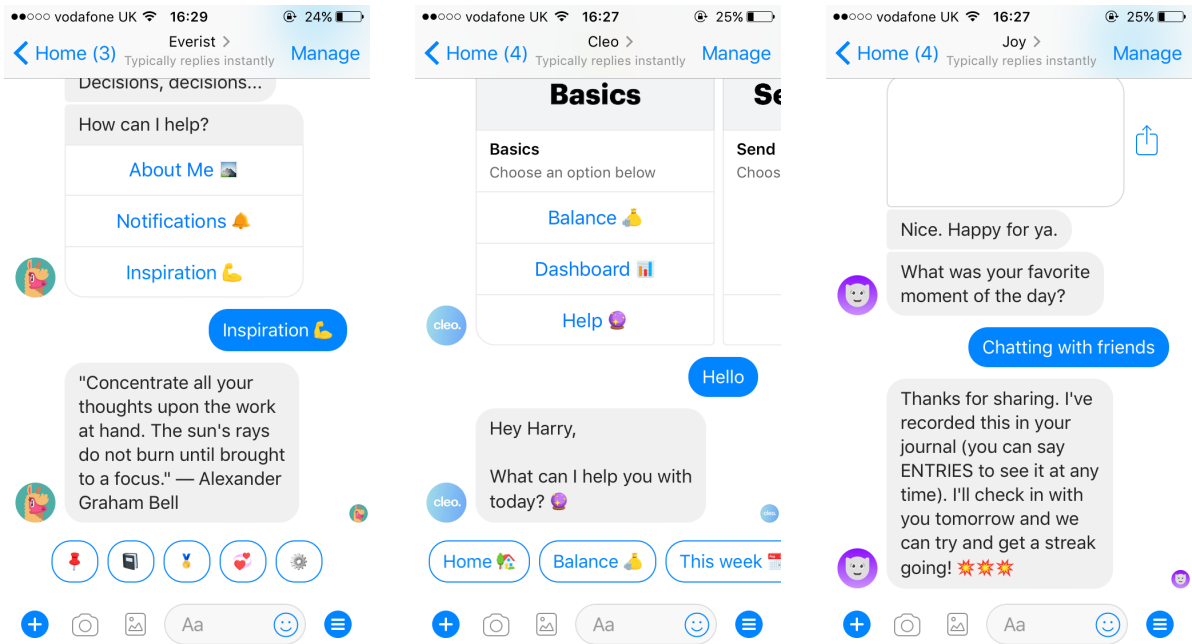 vodafone UK 16:29 24%
Home (3) Everist Manage
Typically replies instantly
Decisions, decisions...
How can I help?
About Me 🌋
Notifications 🔔
Inspiration 💪
Inspiration 💪
"Concentrate all your
thoughts upon the work
at hand. The sun's rays
do not burn until brought
to a focus." — Alexander
Graham Bell
Aa
vodafone UK 16:27 25%
Home (4) Cleo Manage
Typically replies instantly
Basics
Se
Basics
Choose an option below
Send
Choos
Balance 💰
Dashboard 📊
Help 🔮
cleo.
Hello
Hey Harry,
What can I help you with
today? 🔮
cleo.
cleo.
Home 🏡 Balance 💰 This week 📅
Aa
vodafone UK 16:27 25%
Home (4) Joy Manage
Typically replies instantly
Nice. Happy for ya.
What was your favorite
moment of the day?
Chatting with friends
Thanks for sharing. I've
recorded this in your
journal (you can say
ENTRIES to see it at any
time). I'll check in with
you tomorrow and we
can try and get a streak
going! 💥💥💥
Aa